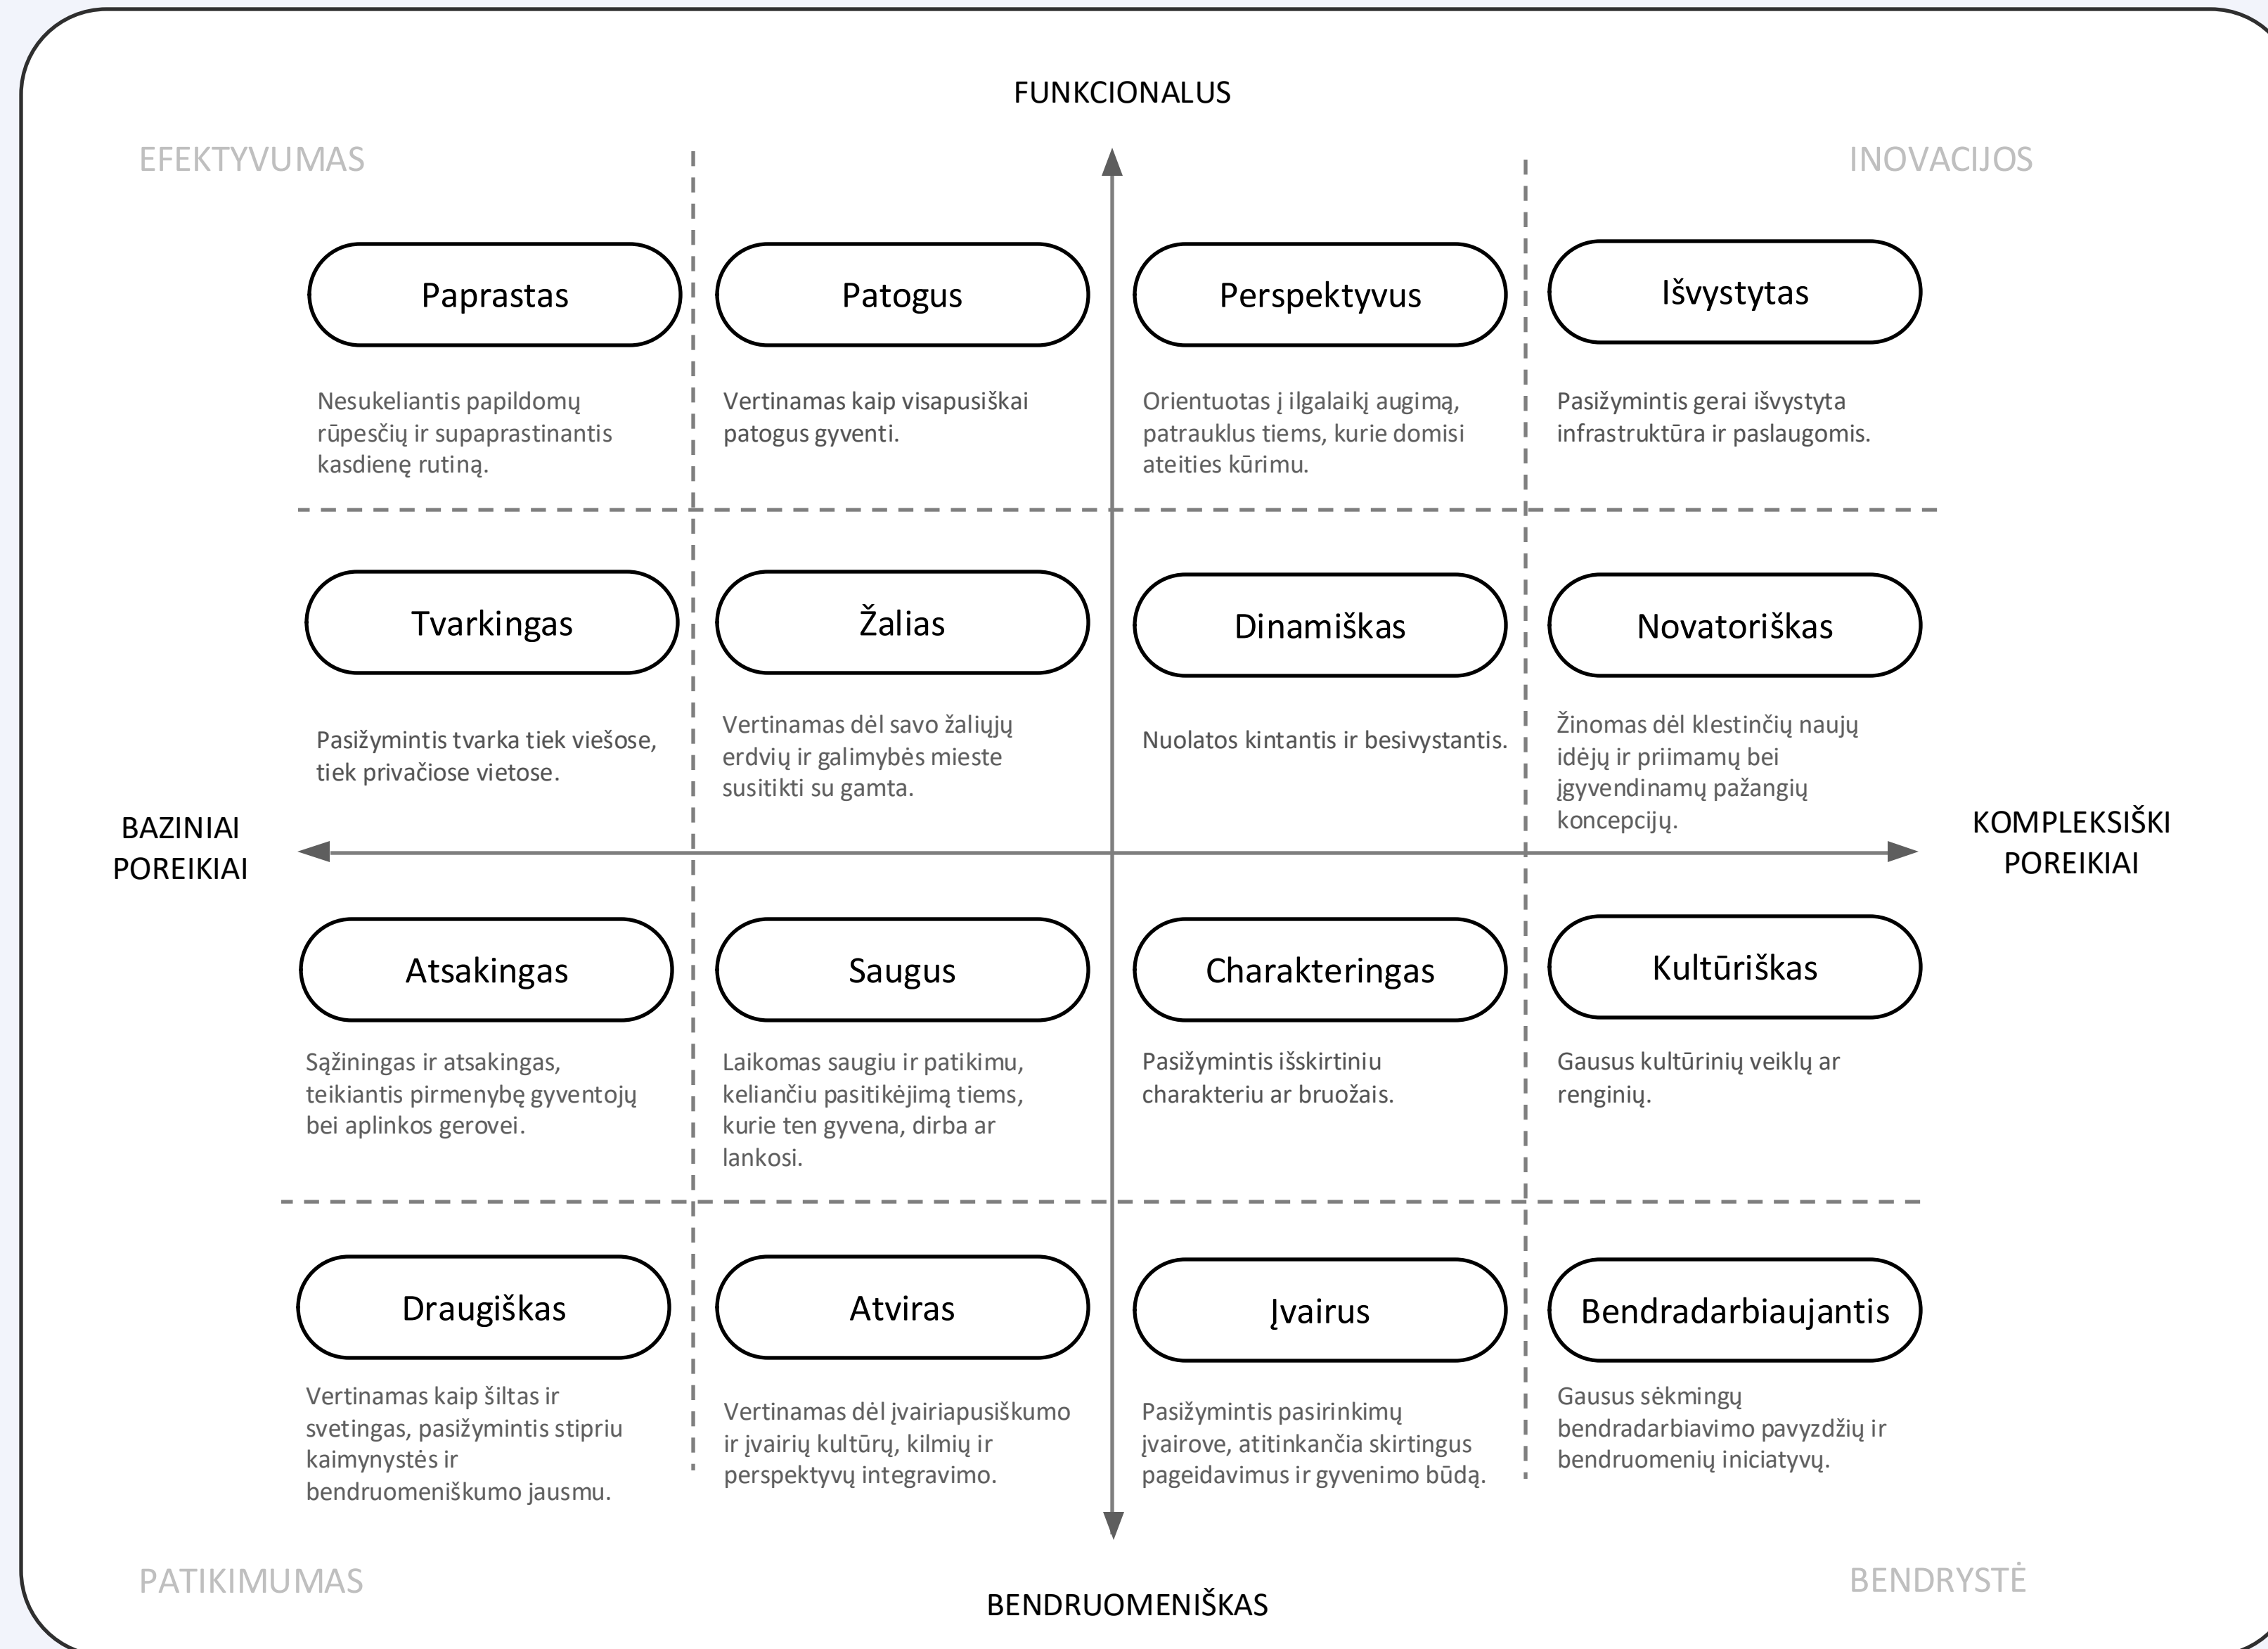 FUNKCIONALUS
EFEKTYVUMAS
INOVACIJOS
Paprastas
Patogus
Perspektyvus
Išvystytas
Nesukeliantis papildomų
rūpesčių ir supaprastinantis
kasdienę rutiną.
Vertinamas kaip visapusiškai
patogus gyventi.
Orientuotas į ilgalaikį augimą,
patrauklus tiems, kurie domisi
ateities kūrimu.
Pasižymintis gerai išvystyta
infrastruktūra ir paslaugomis.
Tvarkingas
Žalias
Dinamiškas
Novatoriškas
Pasižymintis tvarka tiek viešose,
tiek privačiose vietose.
Vertinamas dėl savo žaliųjų
erdvių ir galimybės mieste
susitikti su gamta.
Nuolatos kintantis ir besivystantis.
Žinomas dėl klestinčių naujų
idėjų ir priimamų bei
įgyvendinamų pažangių
koncepcijų.
BAZINIAI
POREIKIAI
KOMPLEKSIŠKI
POREIKIAI
Atsakingas
Saugus
Charakteringas
Kultūriškas
Sąžiningas ir atsakingas,
teikiantis pirmenybę gyventojų
bei aplinkos gerovei.
Laikomas saugiu ir patikimu,
keliančiu pasitikėjimą tiems,
kurie ten gyvena, dirba ar
lankosi.
Pasižymintis išskirtiniu
charakteriu ar bruožais.
Gausus kultūrinių veiklų ar
renginių.
Draugiškas
Atviras
Įvairus
Bendradarbiaujantis
Vertinamas kaip šiltas ir
svetingas, pasižymintis stipriu
kaimynystės ir
bendruomeniškumo jausmu.
Vertinamas dėl įvairiapusiškumo
ir įvairių kultūrų, kilmių ir
perspektyvų integravimo.
Pasižymintis pasirinkimų
įvairove, atitinkančia skirtingus
pageidavimus ir gyvenimo būdą.
Gausus sėkmingų
bendradarbiavimo pavyzdžių ir
bendruomenių iniciatyvų.
PATIKIMUMAS
BENDRYSTĖ
BENDRUOMENIŠKAS